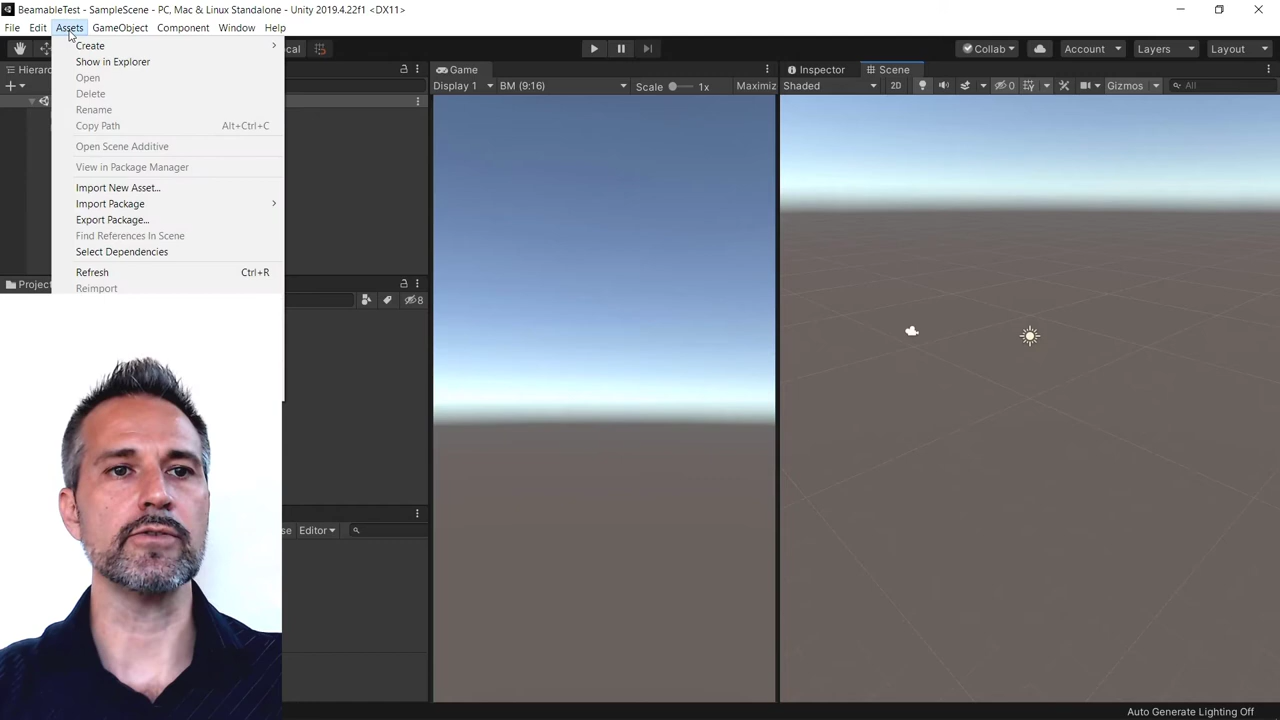 BeamableTest - SampleScene - PC, Mac & Linux Standalone - Unity 2019.4.22f1 <DX11>
File Edit Assets GameObject Component Window Help
Collab Account Layers Layout
Create
Show in Explorer
Open
Delete
Rename
Copy Path Alt+Ctrl+C
Open Scene Additive
View in Package Manager
Import New Asset...
Import Package
Export Package...
Find References In Scene
Select Dependencies
Refresh Ctrl+R
Reimport
Game
Display 1 BM (9:16) Scale 1x
Inspector Scene
Shaded 2D 0 Gizmos All
8
Editor
Auto Generate Lighting Off